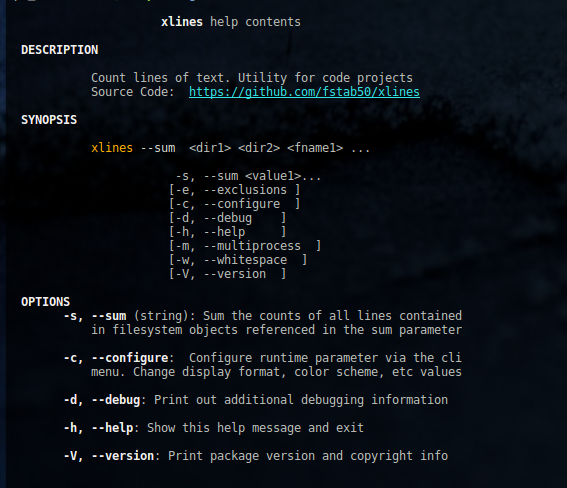 xlines help contents
DESCRIPTION
Count lines of text. Utility for code projects
Source Code:  https://github.com/fstab50/xlines
SYNOPSIS
xlines --sum  <dir1> <dir2> <fname1> ...
-s, --sum <value1>...
[-e, --exclusions ]
[-c, --configure  ]
[-d, --debug    ]
[-h, --help     ]
[-m, --multiprocess  ]
[-w, --whitespace  ]
[-V, --version  ]
OPTIONS
-s, --sum (string): Sum the counts of all lines contained
in filesystem objects referenced in the sum parameter
-c, --configure:  Configure runtime parameter via the cli
menu. Change display format, color scheme, etc values
-d, --debug: Print out additional debugging information
-h, --help: Show this help message and exit
-V, --version: Print package version and copyright info